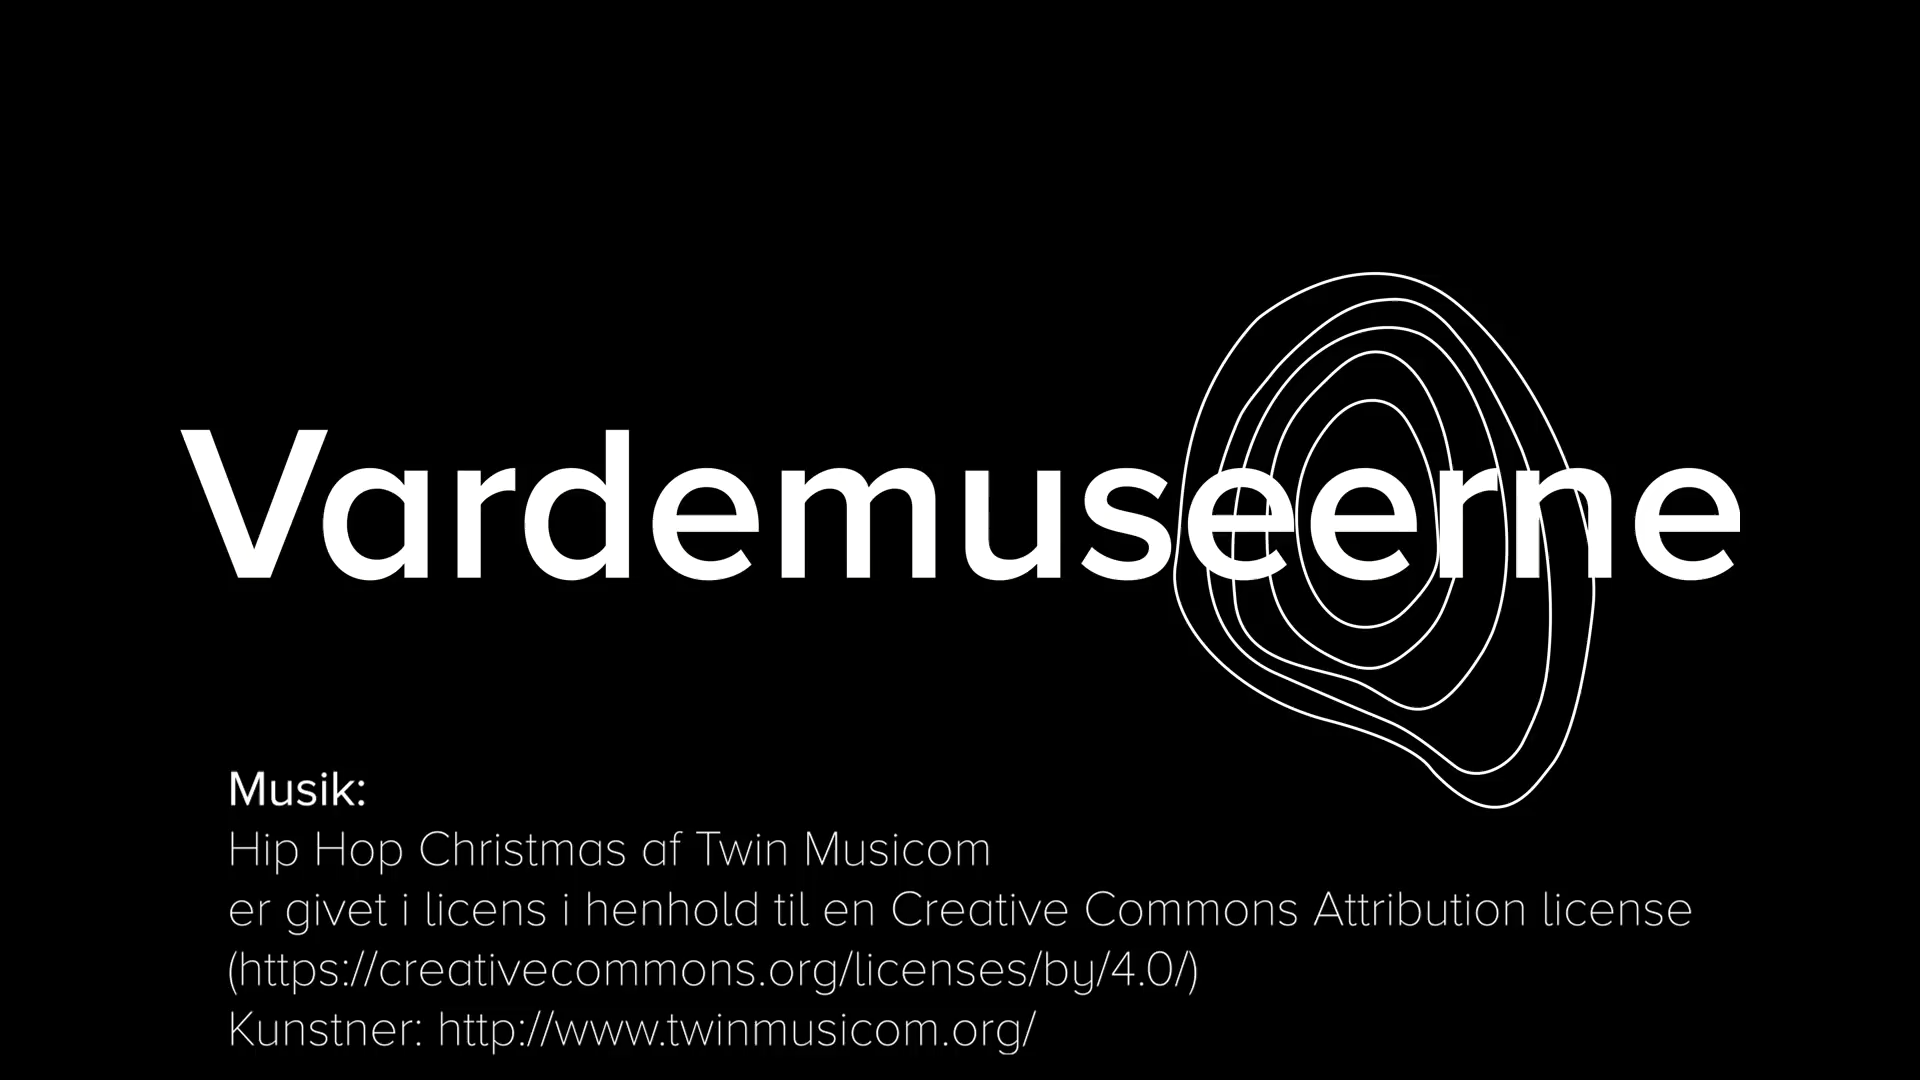 Vardemuseerne
Musik:
Hip Hop Christmas af Twin Musicom
er givet i licens i henhold til en Creative Commons Attribution license
(https://creativecommons.org/licenses/by/4.0/)
Kunstner: http://www.twinmusicom.org/